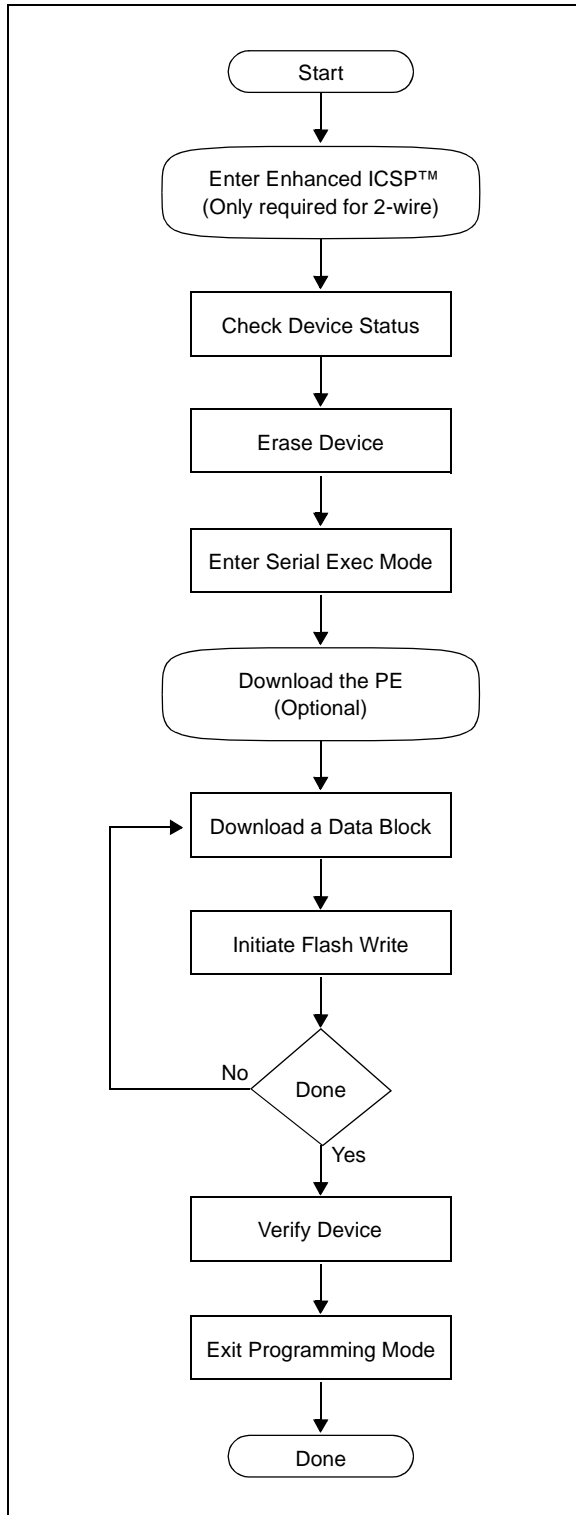 Start
Enter Enhanced ICSP™
(Only required for 2-wire)
Check Device Status
Erase Device
Enter Serial Exec Mode
Download the PE
(Optional)
Download a Data Block
Initiate Flash Write
No
Done
Yes
Verify Device
Exit Programming Mode
Done